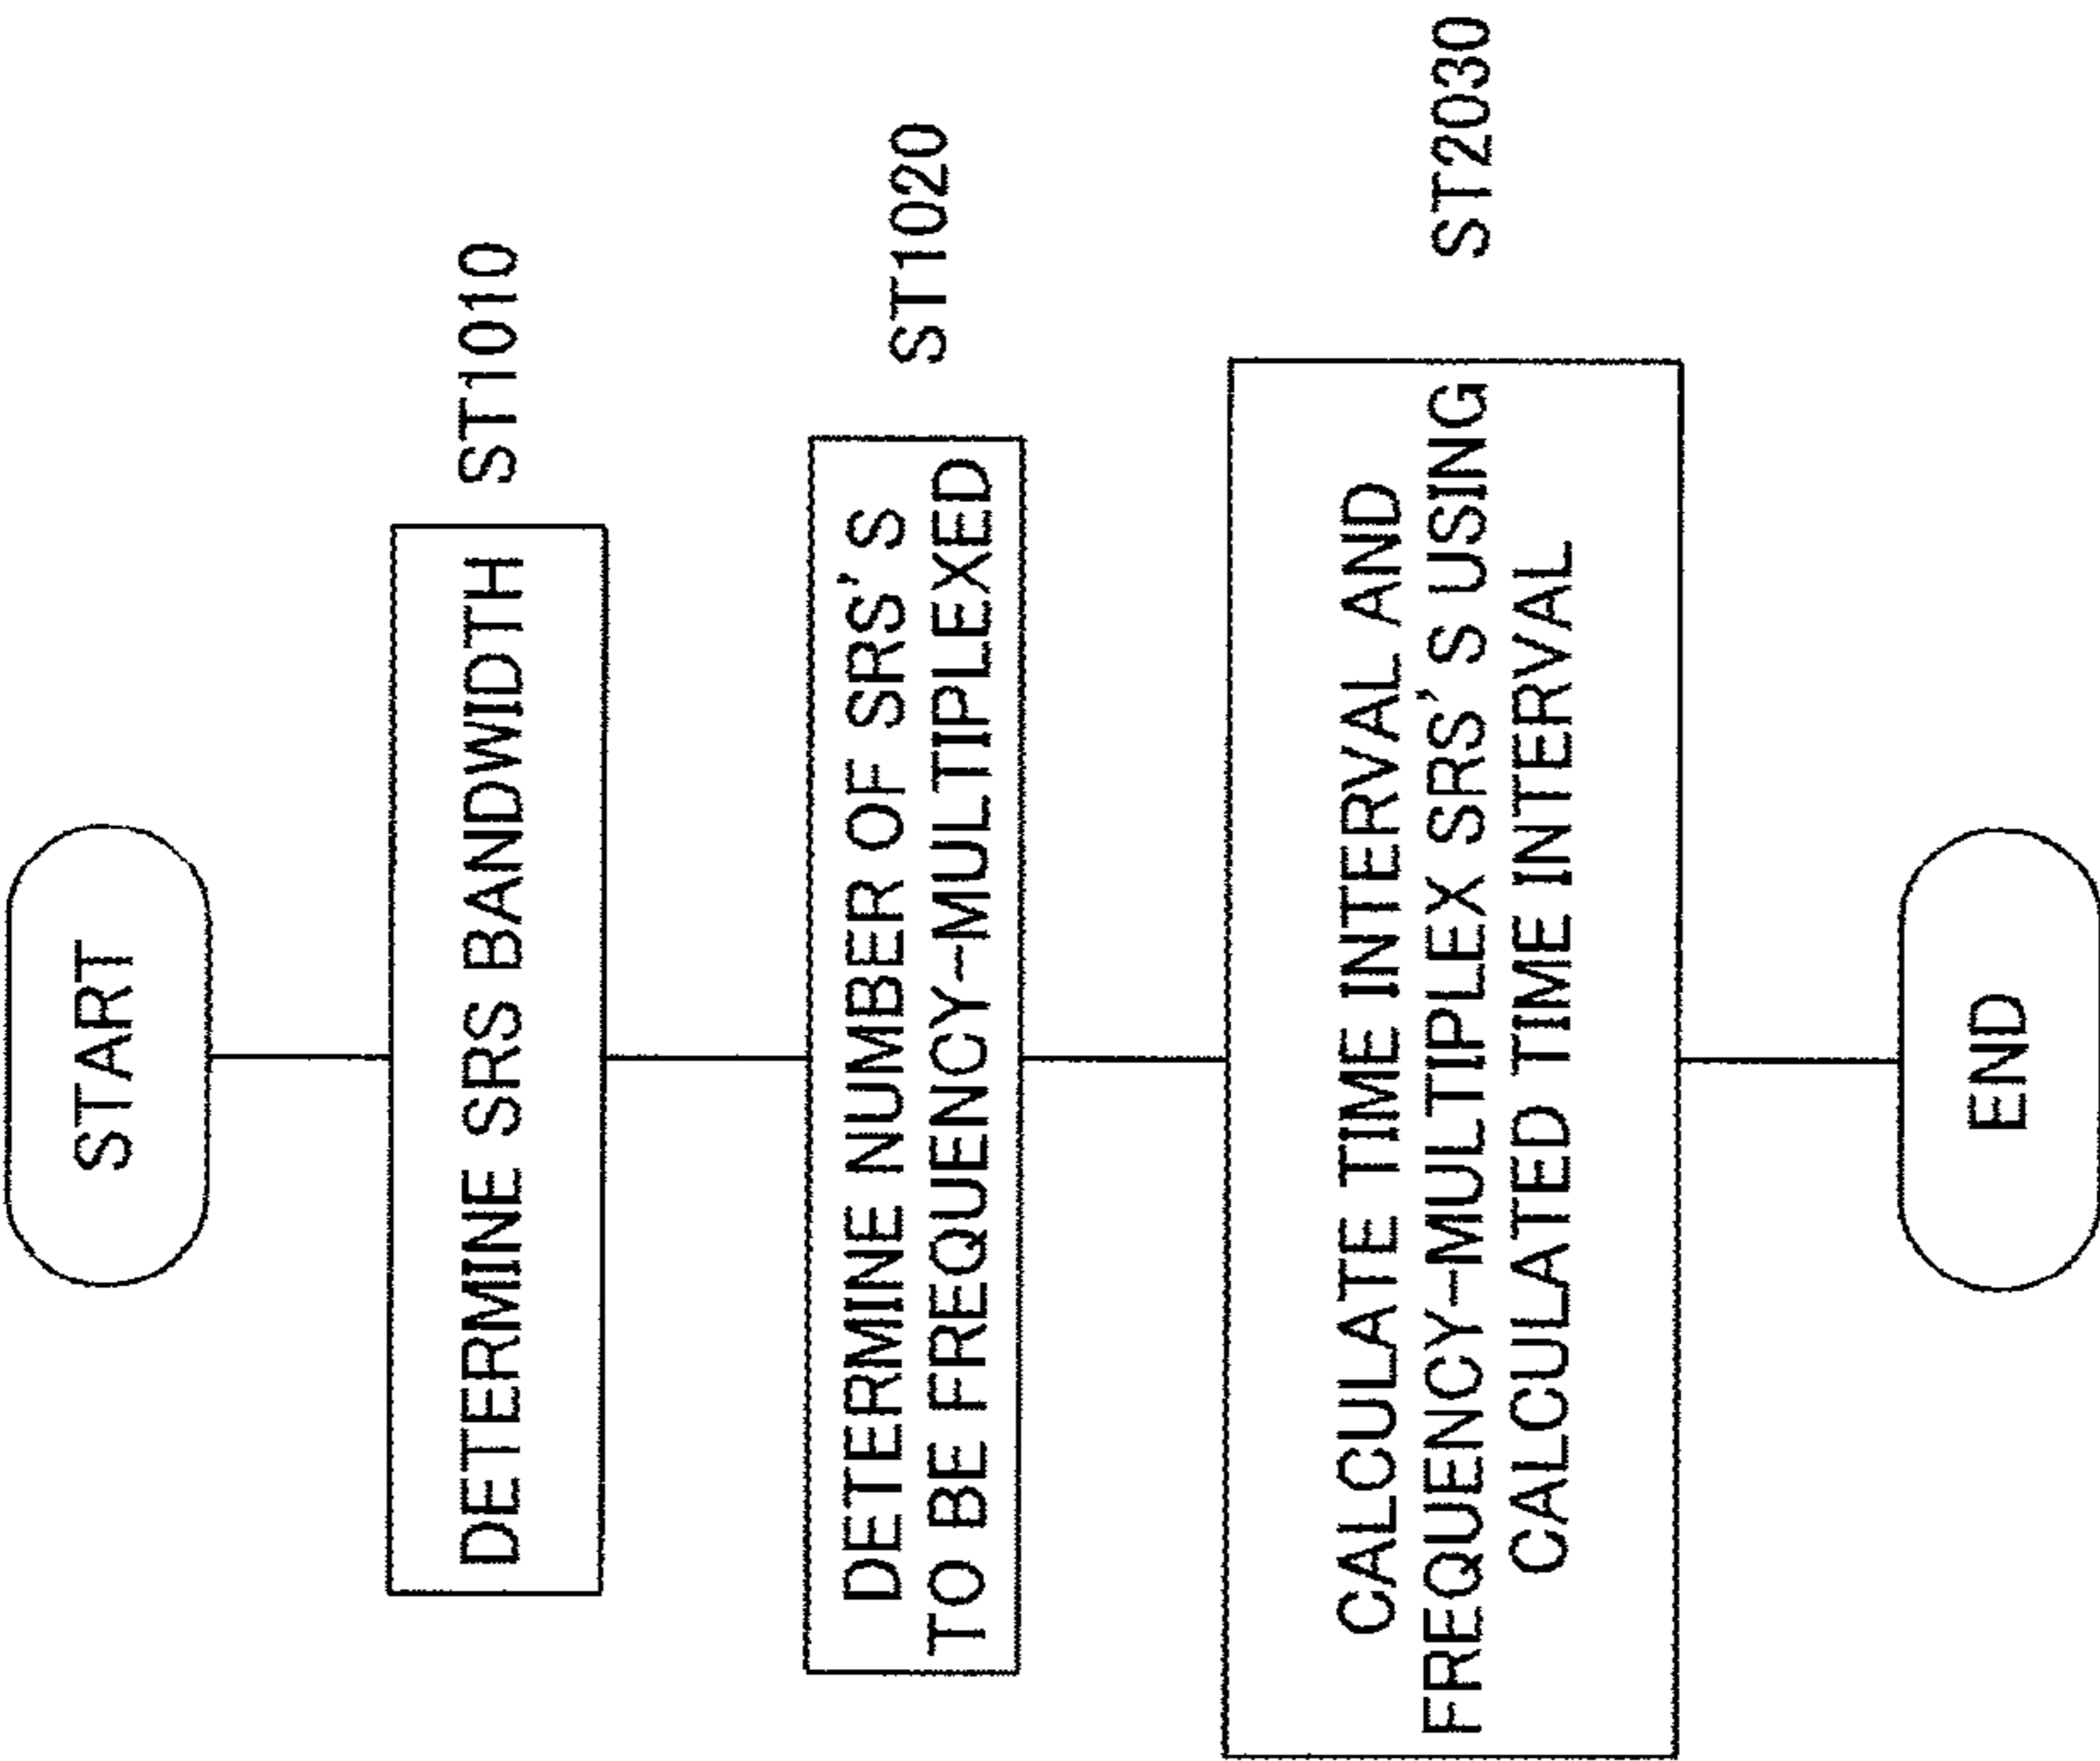 START
DETERMINE SRS BANDWIDTH
ST1010
DETERMINE NUMBER OF SRS'S
TO BE FREQUENCY-MULTIPLEXED
ST1020
CALCULATE TIME INTERVAL AND
FREQUENCY-MULTIPLEX SRS'S USING
CALCULATED TIME INTERVAL
ST2030
END